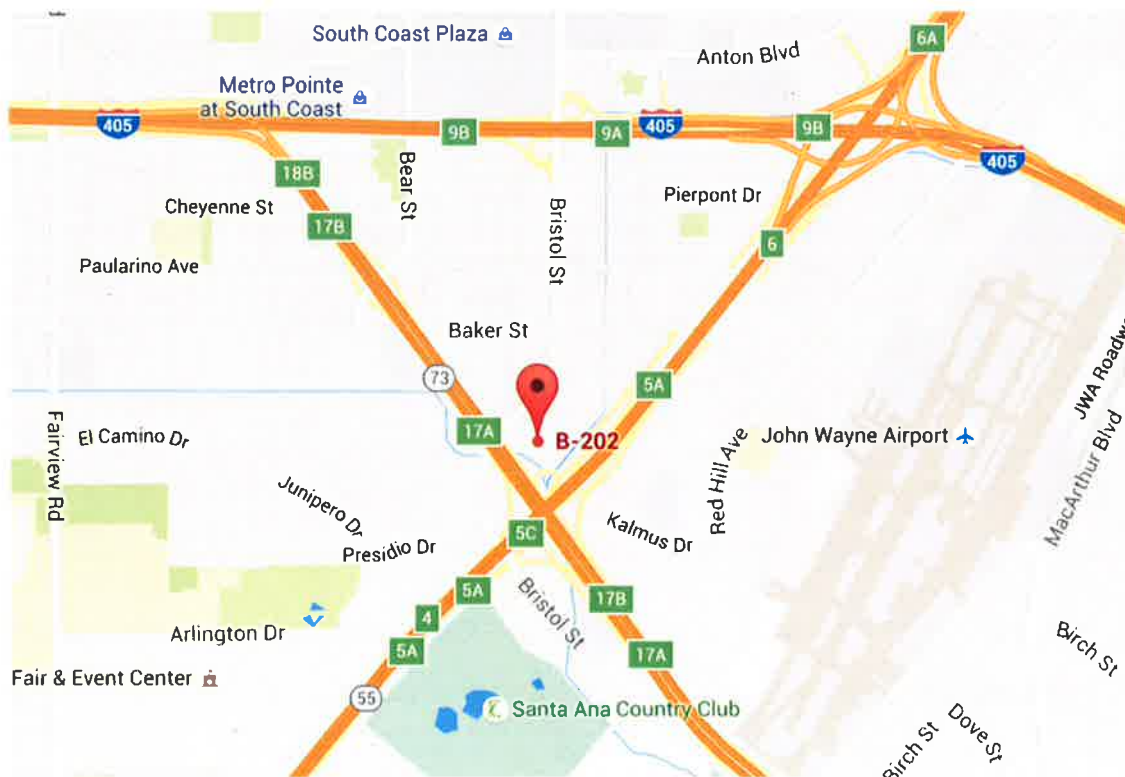 South Coast Plaza
Anton Blvd
6A
Metro Pointe
at South Coast
405
9B
9A
405
9B
405
18B
Bear St
Cheyenne St
Pierpont Dr
17B
Bristol St
6
Paularino Ave
Baker St
73
5A
JWA Roadway
17A
B-202
John Wayne Airport
Fairview Rd
El Camino Dr
Red Hill Ave
MacArthur Blvd
Junipero Dr
Kalmus Dr
5C
Presidio Dr
5A
Bristol St
17B
4
Arlington Dr
5A
17A
Birch St
Fair & Event Center
55
Santa Ana Country Club
Dove St
Birch St